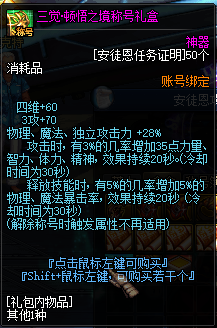 三觉·顿悟之境称号礼盒
神器
[安徒恩任务证明]50个
消耗品
账号绑定
四维+60
3攻+70
物理、魔法、独立攻击力 +28%
攻击时，有3%的几率增加35点力量、
智力、体力、精神，效果持续20秒。(冷却
时间为30秒)
释放技能时，有5%的几率增加5%的
物理、魔法暴击率，效果持续20秒 (冷却
时间为30秒)
(解除称号时触发属性不再适用)
『点击鼠标左键可购买』
『Shift+鼠标左键：可购买若干个』
[礼包内物品]
其他1种